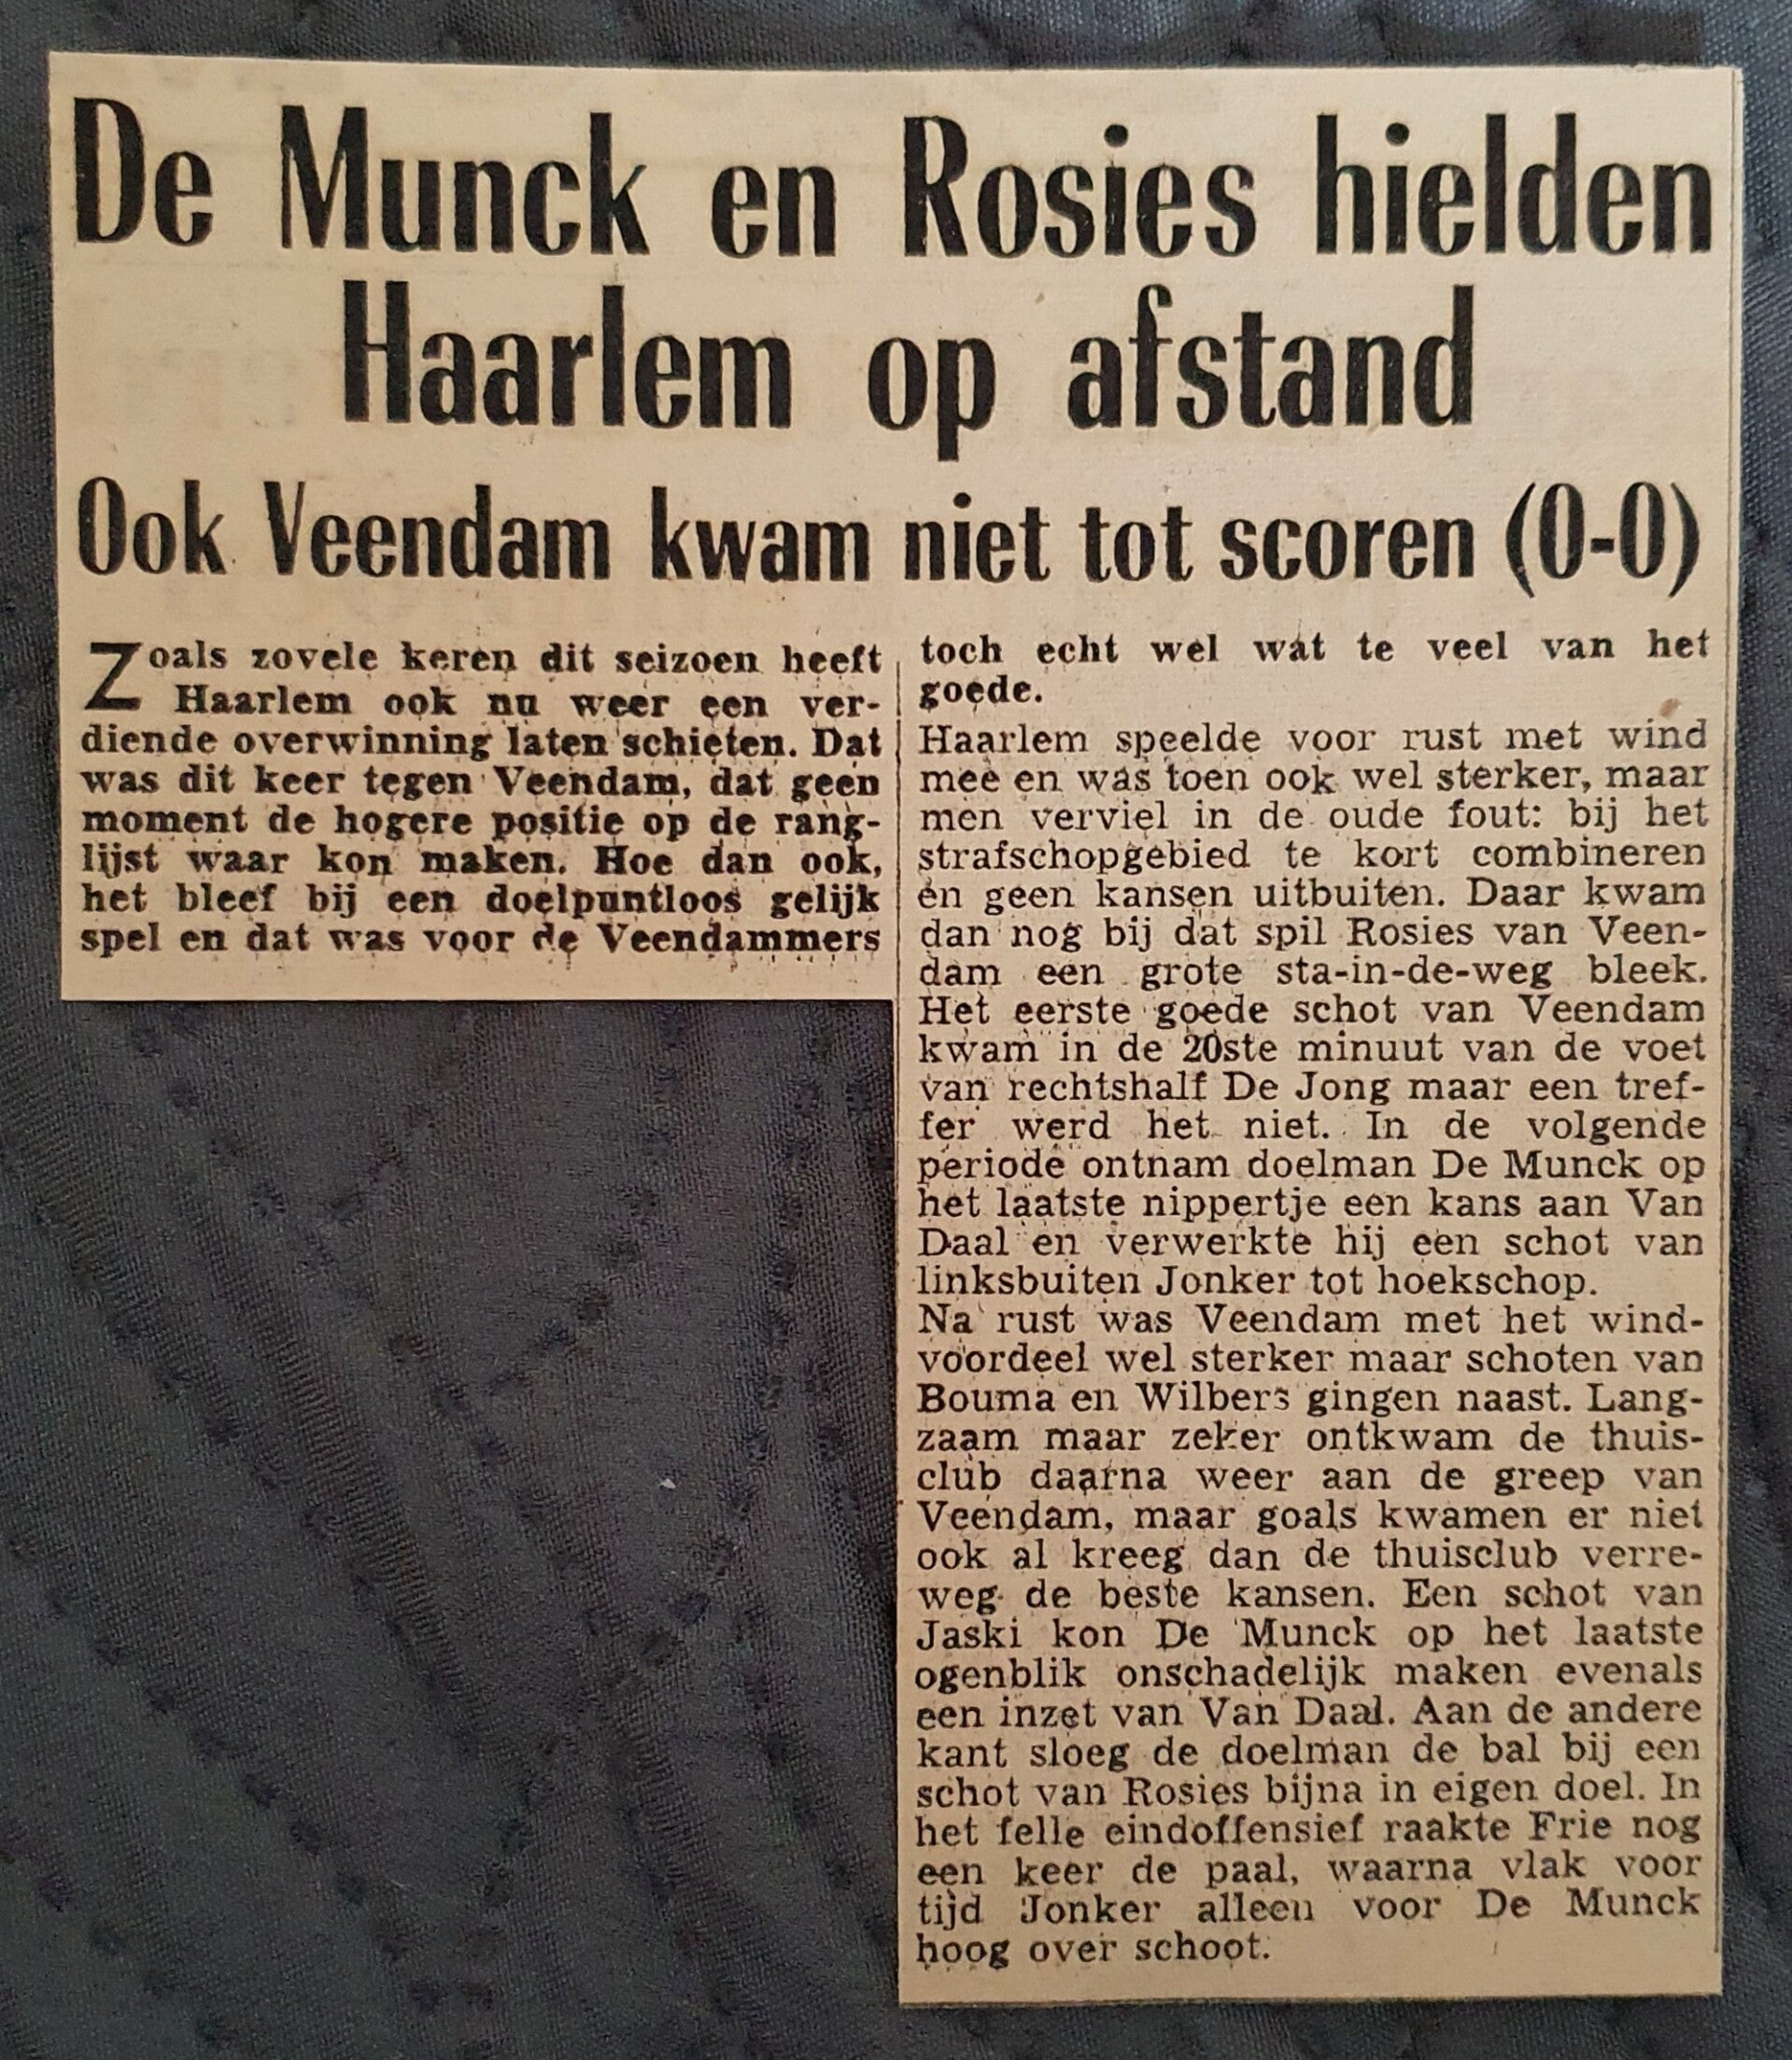 De Munck en Rosies hielden
Haarlem op afstand
Ook Veendam kwam niet tot scoren (0-0)
Zoals zovele keren dit seizoen heeft
Haarlem ook nu weer een ver-
diende overwinning laten schieten. Dat
was dit keer tegen Veendam, dat geen
moment de hogere positie op de rang-
lijst waar kon maken. Hoe dan ook,
het bleef bij een doelpuntloos gelijk
spel en dat was voor de Veendammers
toch echt wel wat te veel van het
goede.
Haarlem speelde voor rust met wind
mee en was toen ook wel sterker, maar
men verviel in de oude fout: bij het
strafschopgebied te kort combineren
en geen kansen uitbuiten. Daar kwam
dan nog bij dat spil Rosies van Veen-
dam een grote sta-in-de-weg bleek.
Het eerste goede schot van Veendam
kwam in de 20ste minuut van de voet
van rechtshalf De Jong maar een tref-
fer werd het niet. In de volgende
periode ontnam doelman De Munck op
het laatste nippertje een kans aan Van
Daal en verwerkte hij een schot van
linksbuiten Jonker tot hoekschop.
Na rust was Veendam met het wind-
voordeel wel sterker maar schoten van
Bouma en Wilbers gingen naast. Lang-
zaam maar zeker ontkwam de thuis-
club daarna weer aan de greep van
Veendam, maar goals kwamen er niet
ook al kreeg dan de thuisclub verre-
weg de beste kansen. Een schot van
Jaski kon De Munck op het laatste
ogenblik onschadelijk maken evenals
een inzet van Van Daal. Aan de andere
kant sloeg de doelman de bal bij een
schot van Rosies bijna in eigen doel. In
het felle eindoffensief raakte Frie nog
een keer de paal, waarna vlak voor
tijd Jonker alleen voor De Munck
hoog over schoot.